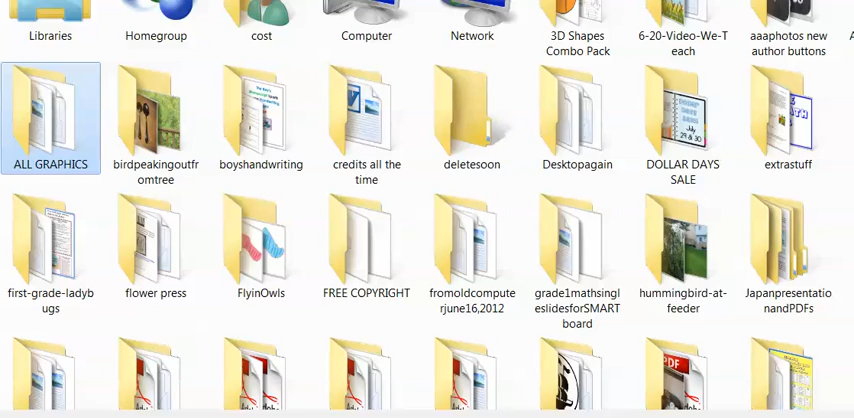 Libraries
Homegroup
cost
Computer
Network
3D Shapes
Combo Pack
6-20-Video-We-T
each
aaaphotos new
author buttons
ALL GRAPHICS
birdpeakingoutfr
omtree
boyshandwriting
credits all the
time
deletesoon
Desktopagain
DOLLAR DAYS
SALE
extrastuff
first-grade-ladyb
ugs
flower press
FlyinOwls
FREE COPYRIGHT
fromoldcompute
rjune16,2012
grade1mathsingl
eslidesforSMART
board
hummingbird-at-
feeder
Japanpresentatio
nandPDFs
PDF